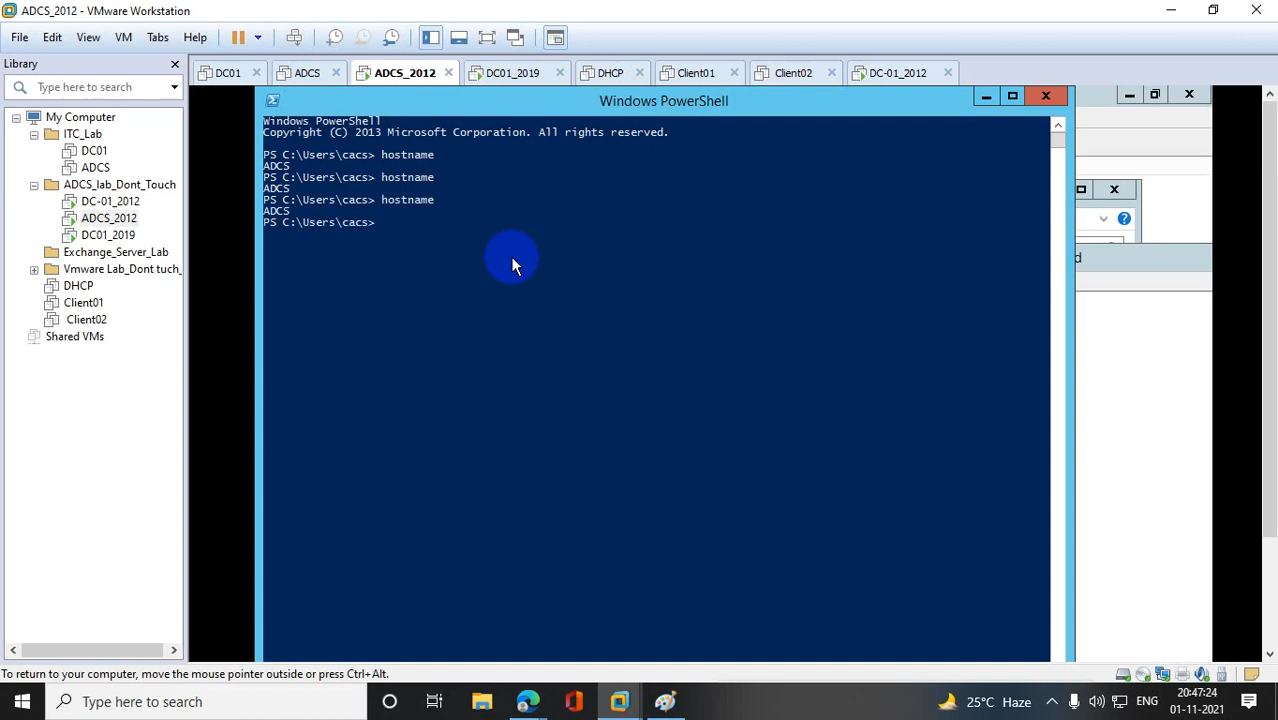 ADCS_2012 - VMware Workstation
File Edit View VM Tabs Help
Library
Type here to search
My Computer
ITC_Lab
DC01
ADCS
ADCS_lab_Dont_Touch
DC-01_2012
ADCS_2012
DC01_2019
Exchange_Server_Lab
Vmware Lab_Dont tuch_
DHCP
Client01
Client02
Shared VMs
DC01 ADCS ADCS_2012 DC01_2019 DHCP Client01 Client02 DC-01_2012
Windows PowerShell
Windows PowerShell
Copyright (C) 2013 Microsoft Corporation. All rights reserved.
PS C:\Users\cacs> hostname
ADCS
PS C:\Users\cacs> hostname
ADCS
PS C:\Users\cacs> hostname
ADCS
PS C:\Users\cacs>
d
To return to your computer, move the mouse pointer outside or press Ctrl+Alt.
Type here to search
25°C Haze
ENG
20:47:24
01-11-2021